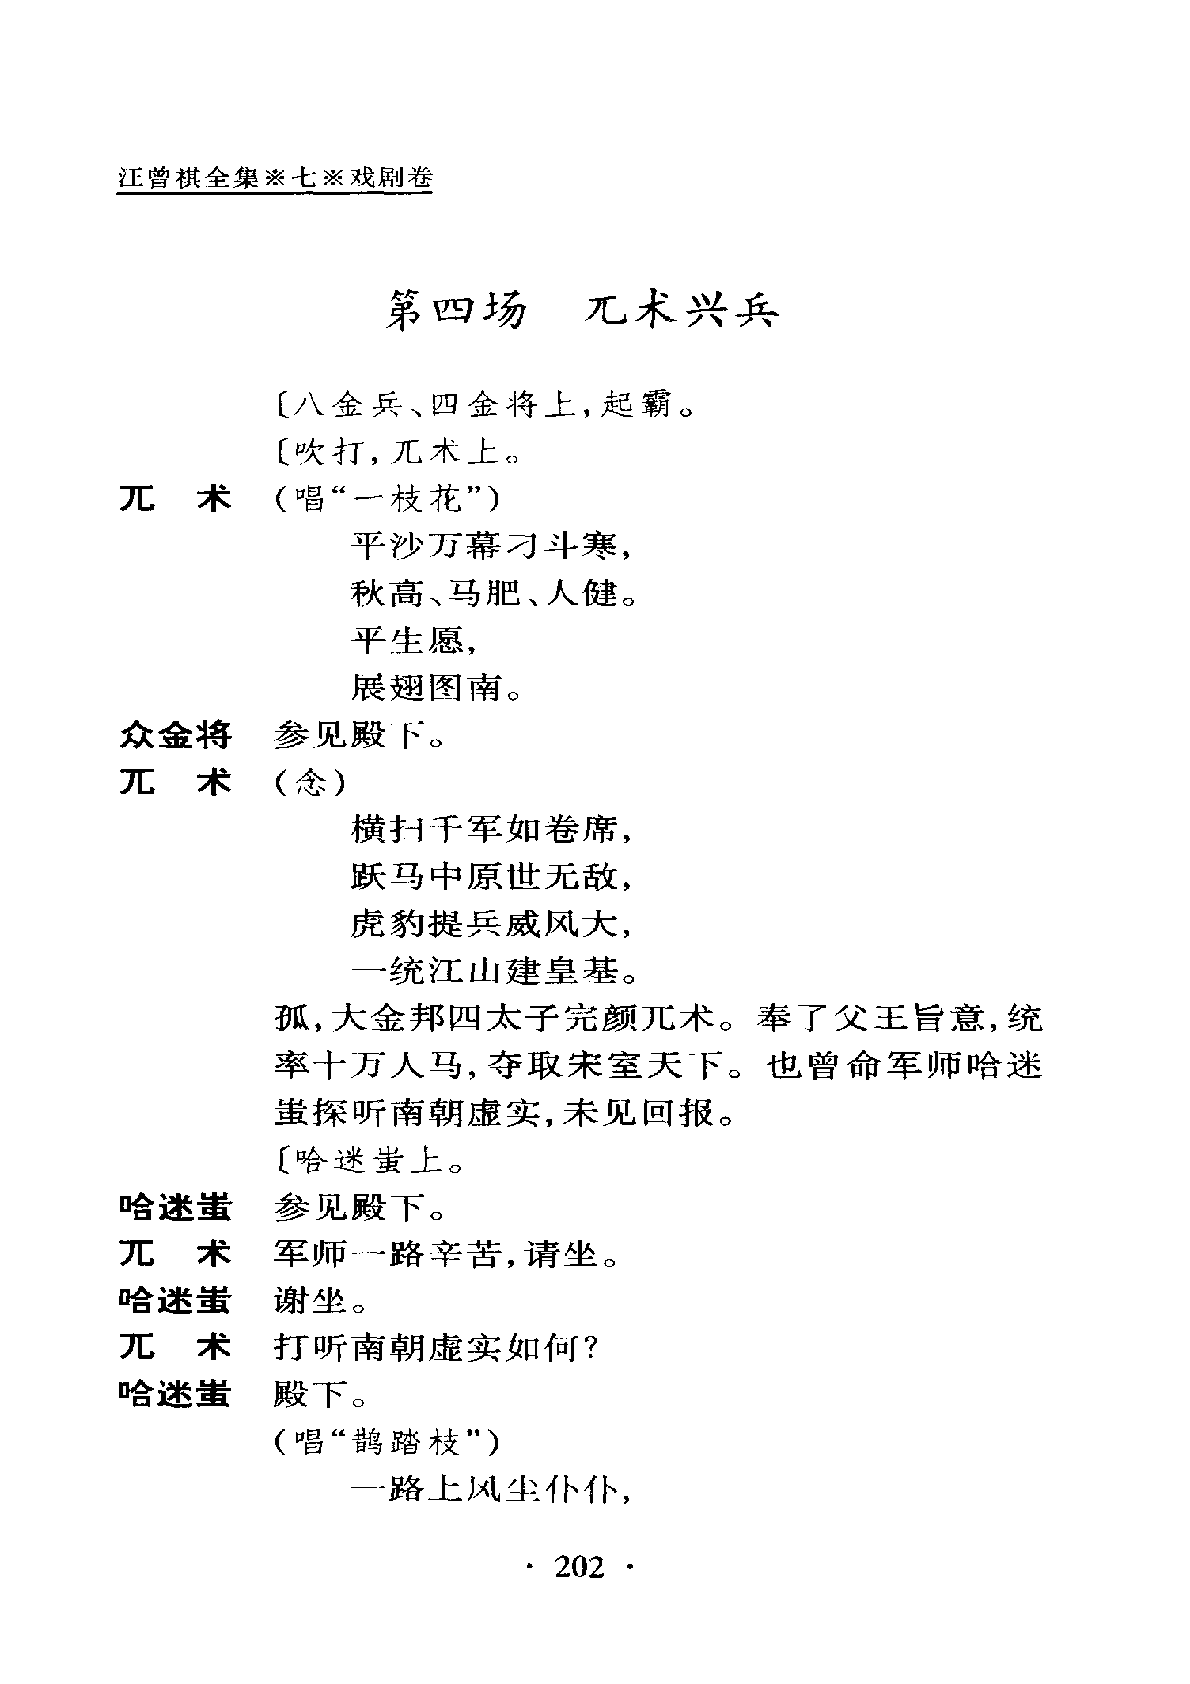 汪曾祺全集※七※戏剧卷
第四场　兀术兴兵
〔八金兵、四金将上，起霸。
〔吹打，兀术上。
兀　术　（唱“一枝花”）
平沙万幕刁斗寒，
秋高、马肥、人健。
平生愿，
展翅图南。
众金将　参见殿下。
兀　术　（念）
横扫千军如卷席，
跃马中原世无敌，
虎豹提兵威风大，
一统江山建皇基。
孤，大金邦四太子完颜兀术。奉了父王旨意，统
率十万人马，夺取宋室天下。也曾命军师哈迷
蚩探听南朝虚实，未见回报。
〔哈迷蚩上。
哈迷蚩　参见殿下。
兀　术　军师一路辛苦，请坐。
哈迷蚩　谢坐。
兀　术　打听南朝虚实如何？
哈迷蚩　殿下。
（唱“鹊踏枝”）
一路上风尘仆仆，
· 202 ·